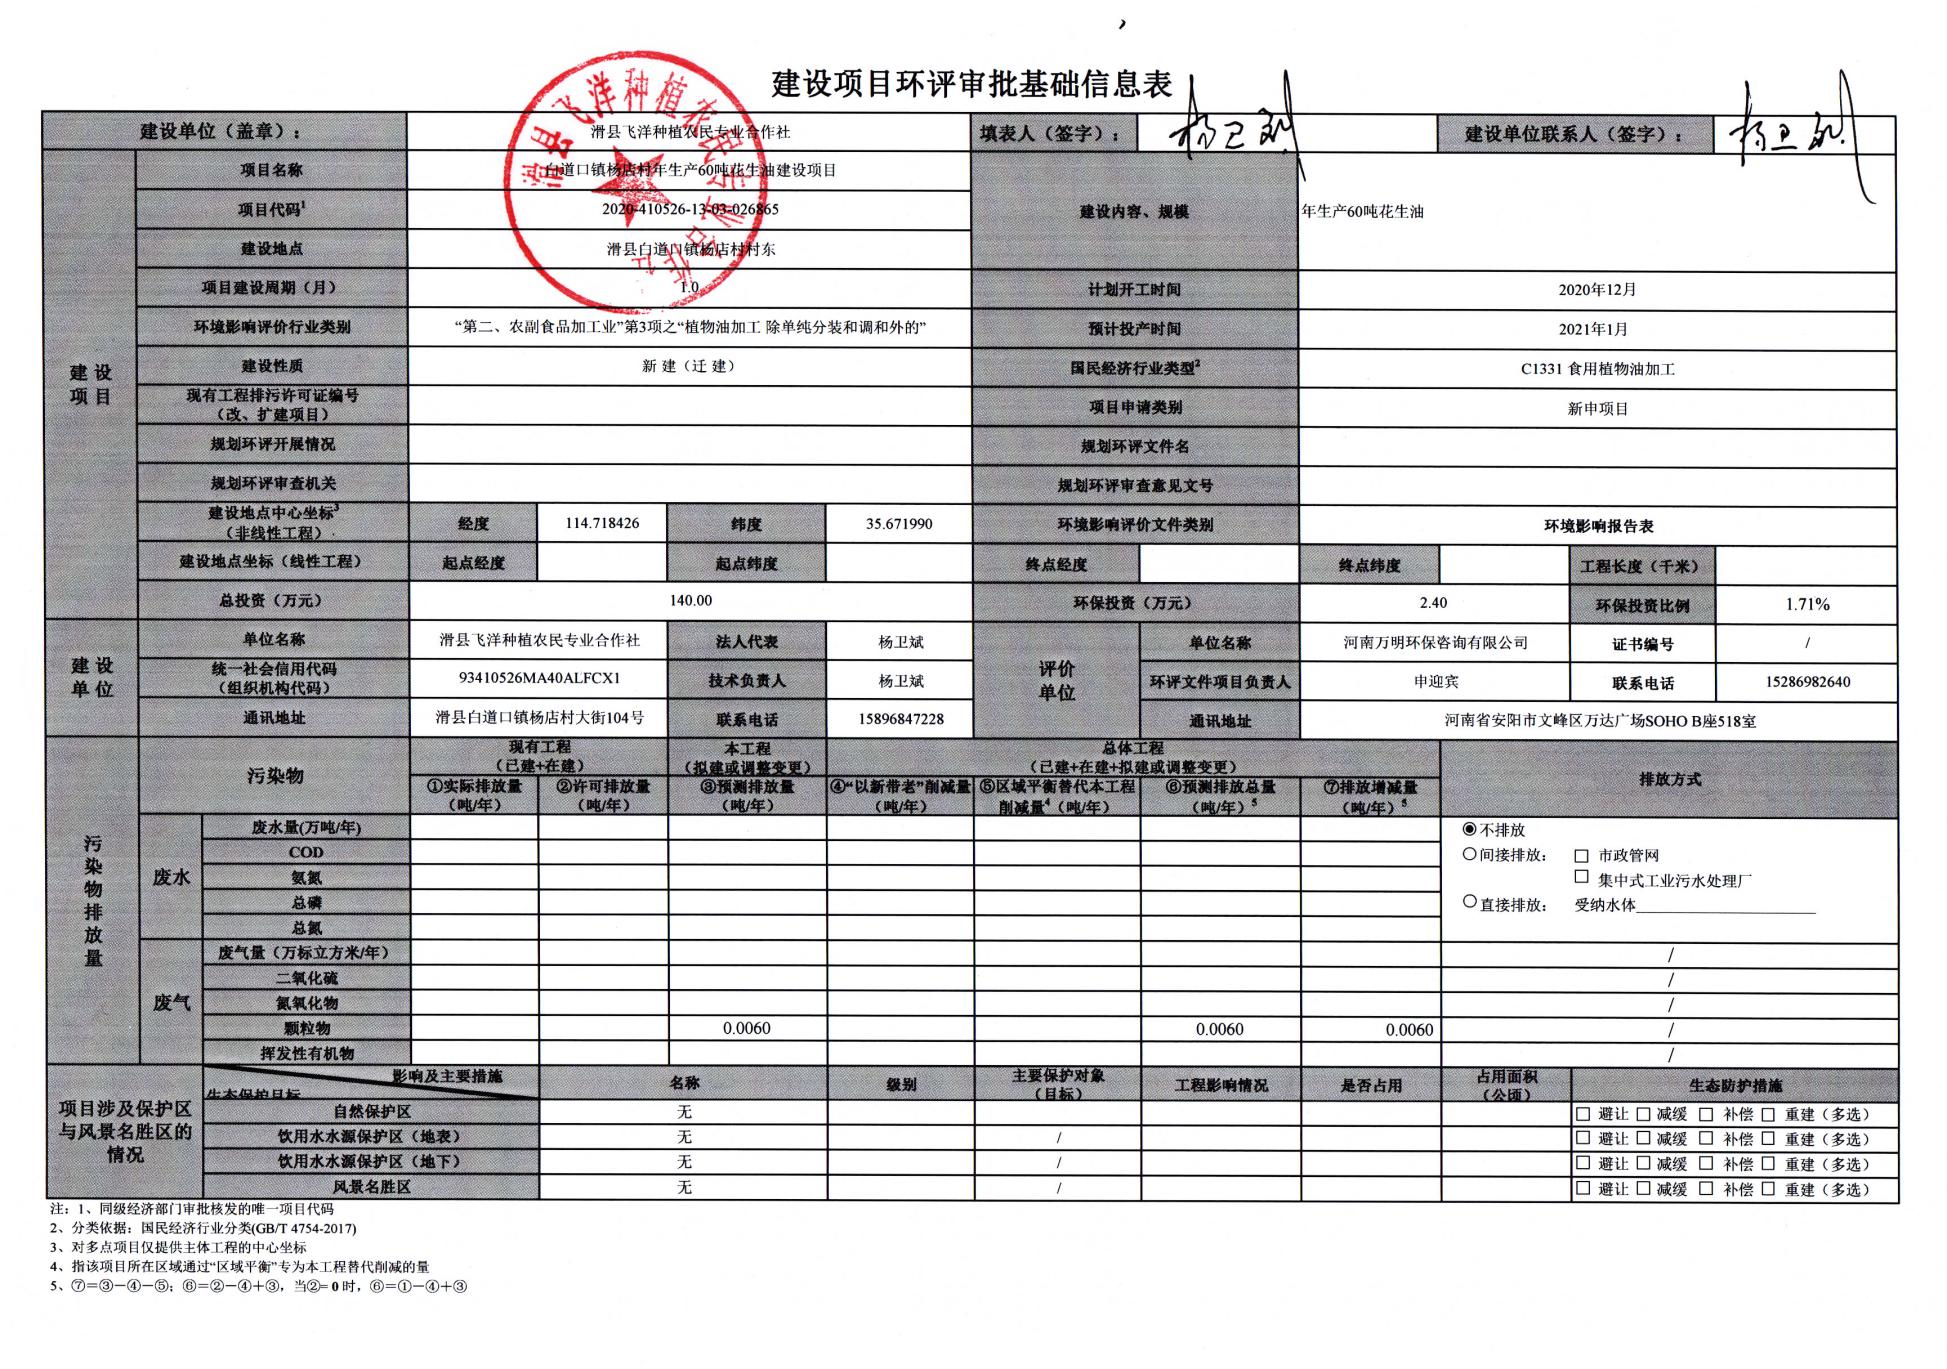 建设项目环评审批基础信息表
建设单位（盖章）： 滑县飞洋种植农民专业合作社 填表人（签字）： 杨卫斌 建设单位联系人（签字）： 杨卫斌
滑县飞洋种植农民专业合作社
建设项目
项目名称 白道口镇杨店村年生产60吨花生油建设项目 建设内容、规模 年生产60吨花生油
项目代码1 2020-410526-13-03-026865
建设地点 滑县白道口镇杨店村村东
项目建设周期（月） 1.0 计划开工时间 2020年12月
环境影响评价行业类别 “第二、农副食品加工业”第3项之“植物油加工 除单纯分装和调和外的” 预计投产时间 2021年1月
建设性质 新 建（迁 建） 国民经济行业类型2 C1331 食用植物油加工
现有工程排污许可证编号
（改、扩建项目） 项目申请类别 新申项目
规划环评开展情况 规划环评文件名
规划环评审查机关 规划环评审查意见文号
建设地点中心坐标3
（非线性工程） 经度 114.718426 纬度 35.671990 环境影响评价文件类别 环境影响报告表
建设地点坐标（线性工程） 起点经度 起点纬度 终点经度 终点纬度 工程长度（千米）
总投资（万元） 140.00 环保投资（万元） 2.40 环保投资比例 1.71%
建设单位
单位名称 滑县飞洋种植农民专业合作社 法人代表 杨卫斌 评价单位 单位名称 河南万明环保咨询有限公司 证书编号 /
统一社会信用代码
（组织机构代码） 93410526MA40ALFCX1 技术负责人 杨卫斌 环评文件项目负责人 申迎宾 联系电话 15286982640
通讯地址 滑县白道口镇杨店村大街104号 联系电话 15896847228 通讯地址 河南省安阳市文峰区万达广场SOHO B座518室
污染物排放量
污染物 现有工程
（已建+在建） 本工程
（拟建或调整变更） 总体工程
（已建+在建+拟建或调整变更） 排放方式
①实际排放量
（吨/年） ②许可排放量
（吨/年） ③预测排放量
（吨/年） ④“以新带老”削减量
（吨/年） ⑤区域平衡替代本工程
削减量4（吨/年） ⑥预测排放总量
（吨/年）5 ⑦排放增减量
（吨/年）5
废水
废水量(万吨/年)
COD
氨氮
总磷
总氮
◉不排放
○间接排放： □ 市政管网
□ 集中式工业污水处理厂
○直接排放： 受纳水体
废气
废气量（万标立方米/年） /
二氧化硫 /
氮氧化物 /
颗粒物 0.0060 0.0060 0.0060 /
挥发性有机物 /
项目涉及保护区与风景名胜区的情况
影响及主要措施
生态保护目标
名称 级别 主要保护对象
（目标） 工程影响情况 是否占用 占用面积
（公顷） 生态防护措施
自然保护区 无 □ 避让 □ 减缓 □ 补偿 □ 重建（多选）
饮用水水源保护区（地表） 无 / □ 避让 □ 减缓 □ 补偿 □ 重建（多选）
饮用水水源保护区（地下） 无 / □ 避让 □ 减缓 □ 补偿 □ 重建（多选）
风景名胜区 无 / □ 避让 □ 减缓 □ 补偿 □ 重建（多选）
注：1、同级经济部门审批核发的唯一项目代码
2、分类依据：国民经济行业分类(GB/T 4754-2017)
3、对多点项目仅提供主体工程的中心坐标
4、指该项目所在区域通过“区域平衡”专为本工程替代削减的量
5、⑦＝③－④－⑤；⑥＝②－④＋③，当②= 0 时，⑥＝①－④＋③